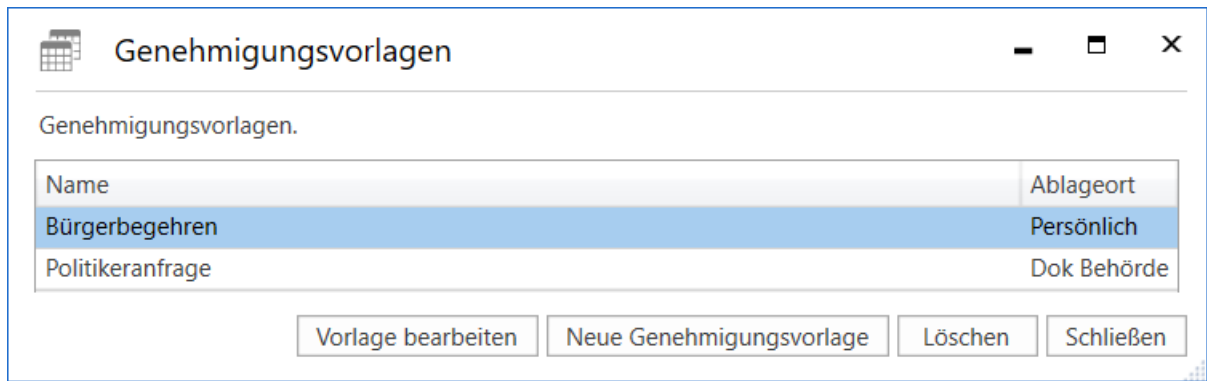 Genehmigungsvorlagen
Genehmigungsvorlagen.
Name Ablageort
Bürgerbegehren Persönlich
Politikeranfrage Dok Behörde
Vorlage bearbeiten Neue Genehmigungsvorlage Löschen Schließen